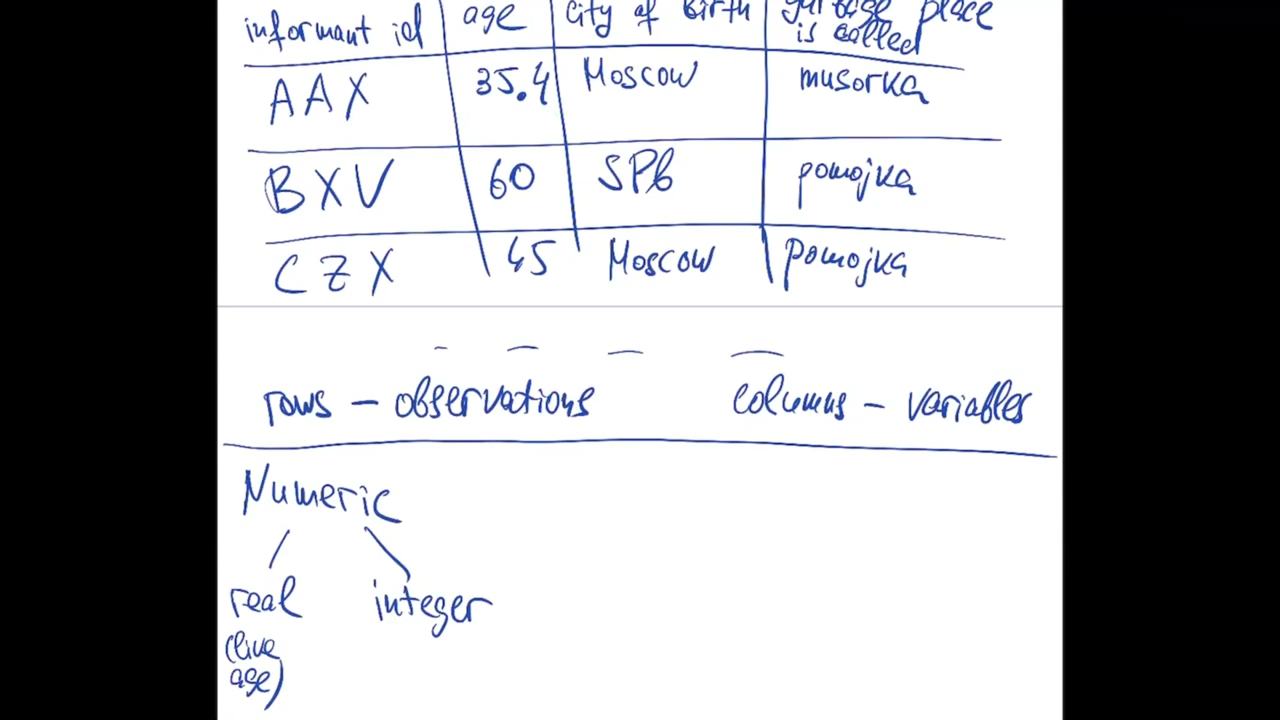 informant id age City of Birth garbage place is called
AAX 35.4 Moscow musorka
BXV 60 SPb pomojka
CZX 45 Moscow pomojka
rows – observations columns – variables
Numeric
real integer
(like
age)